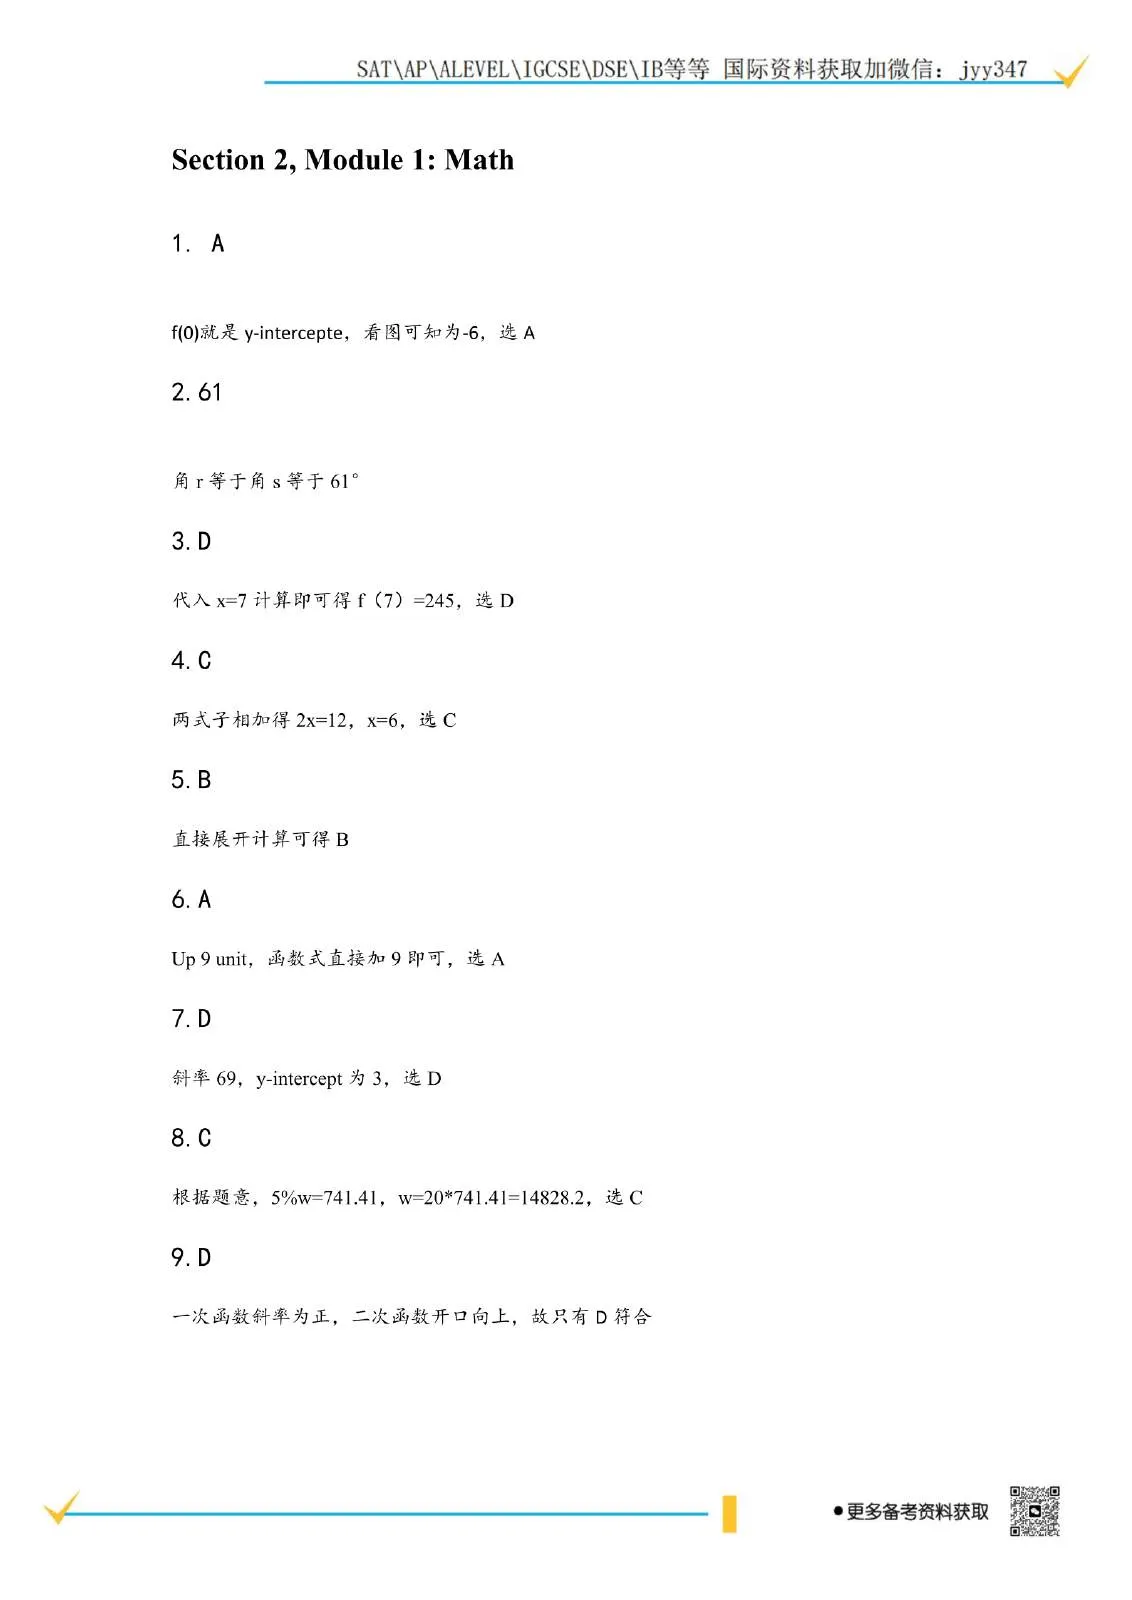 SAT\AP\ALEVEL\IGCSE\DSE\IB等等 国际资料获取加微信：jyy347
Section 2, Module 1: Math
1. A
f(0)就是 y-intercepte，看图可知为-6，选 A
2. 61
角 r 等于角 s 等于 61°
3. D
代入 x=7 计算即可得 f（7）=245，选 D
4. C
两式子相加得 2x=12，x=6，选 C
5. B
直接展开计算可得 B
6. A
Up 9 unit，函数式直接加 9 即可，选 A
7. D
斜率 69，y-intercept 为 3，选 D
8. C
根据题意，5%w=741.41，w=20*741.41=14828.2，选 C
9. D
一次函数斜率为正，二次函数开口向上，故只有 D 符合
●更多备考资料获取